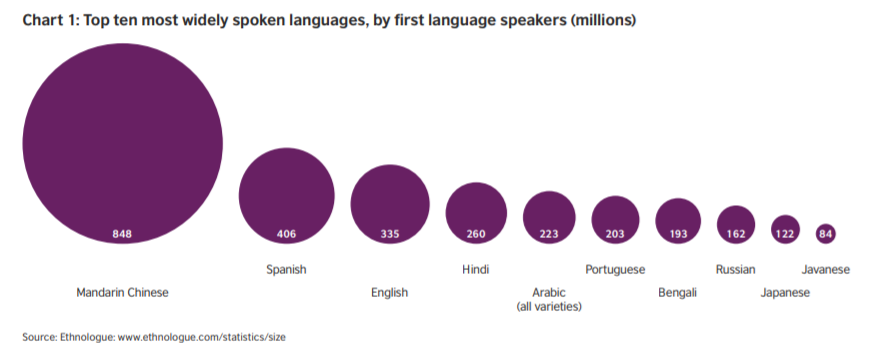 Chart 1: Top ten most widely spoken languages, by first language speakers (millions)
848
406
335
260
223
203
193
162
122
84
Spanish
Hindi
Portuguese
Russian
Javanese
Mandarin Chinese
English
Arabic
(all varieties)
Bengali
Japanese
Source: Ethnologue: www.ethnologue.com/statistics/size